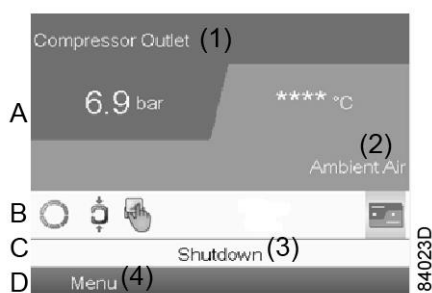 Compressor Outlet (1)
A
6.9 bar
**** °C
(2)
Ambient Air
B
C
Shutdown (3)
D
Menu (4)
84023D